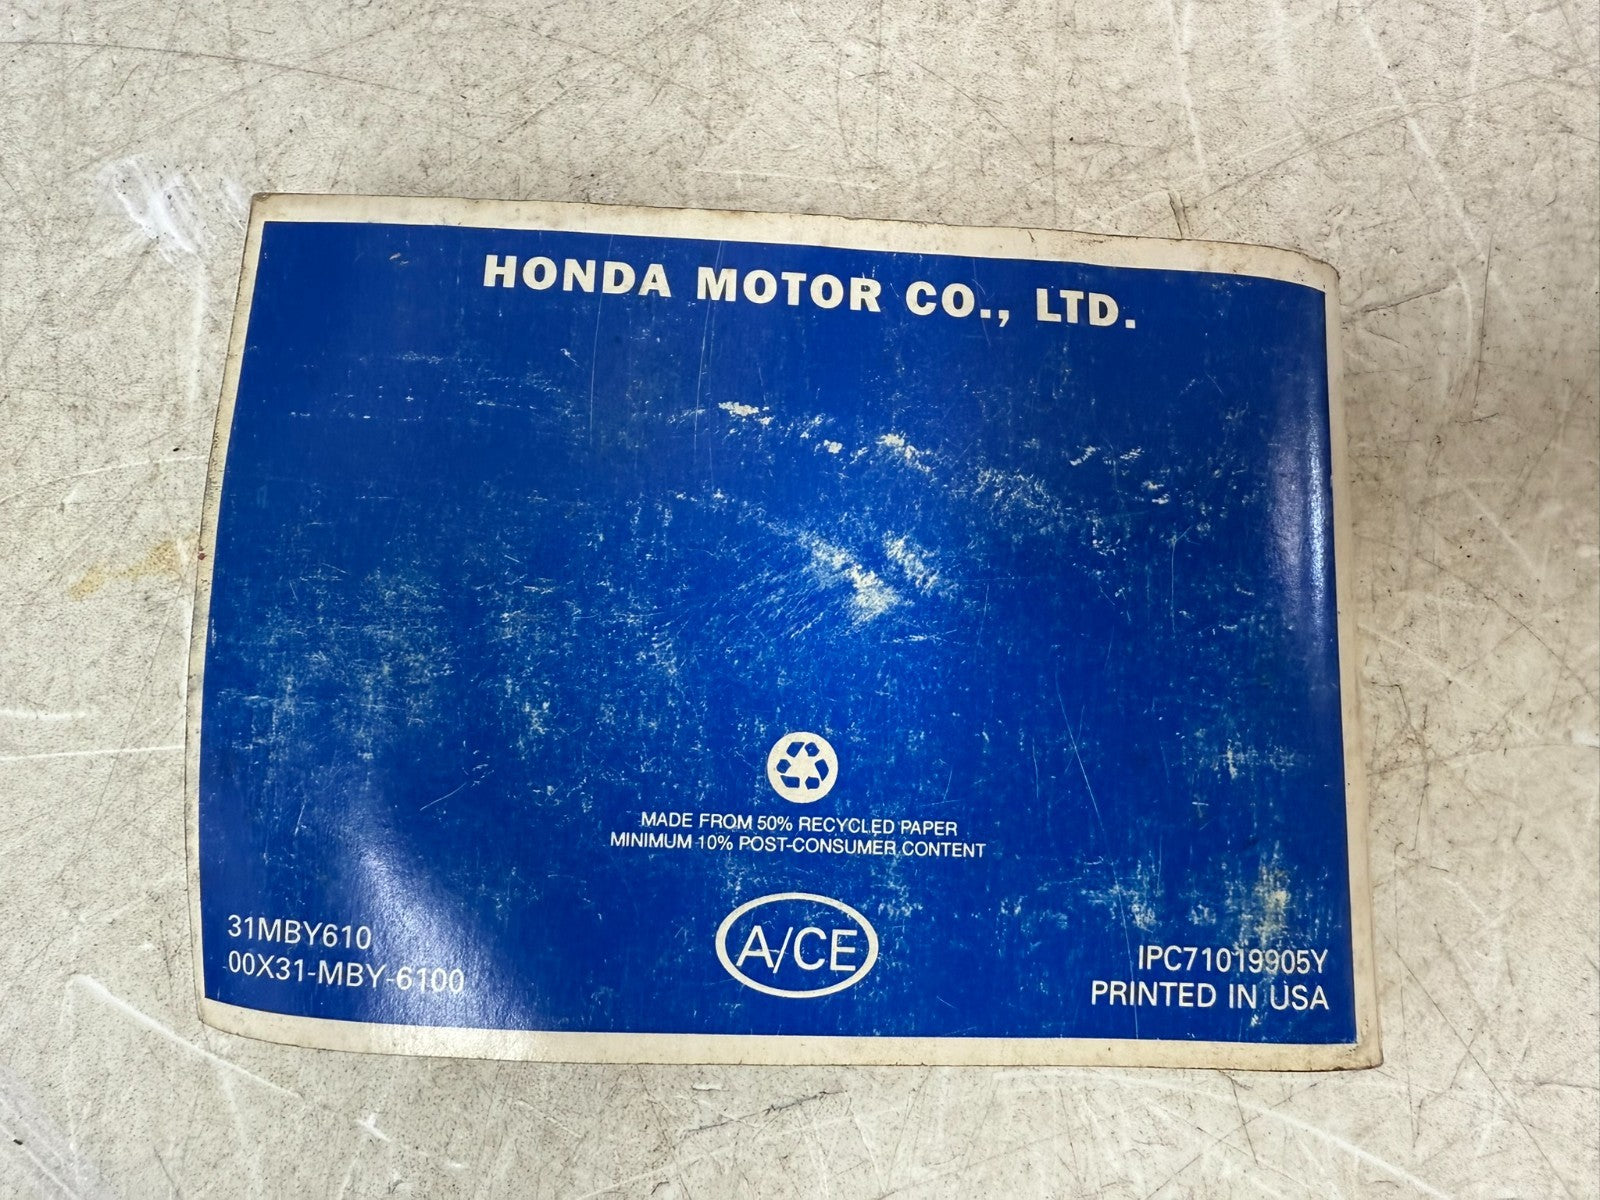 HONDA MOTOR CO., LTD.
MADE FROM 50% RECYCLED PAPER
MINIMUM 10% POST-CONSUMER CONTENT
31MBY610
00X31-MBY-6100
A/CE
IPC71019905Y
PRINTED IN USA